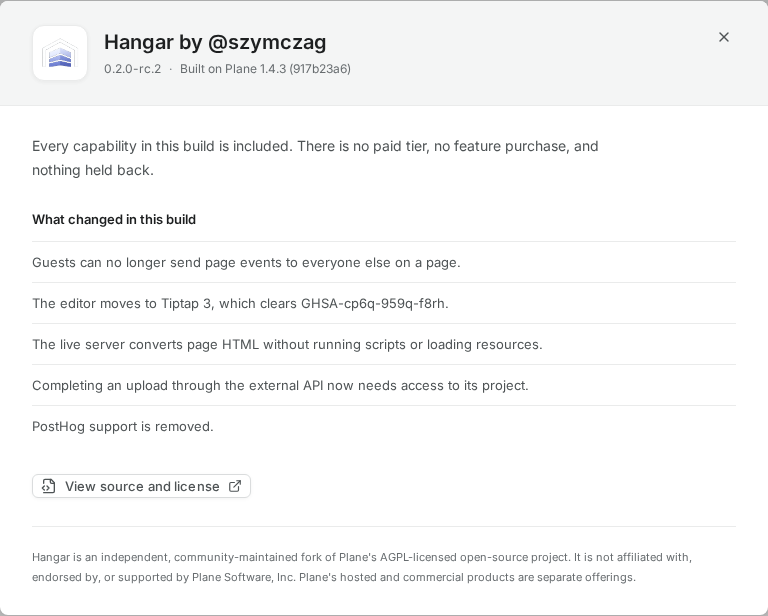 Hangar by @szymczag
0.2.0-rc.2 · Built on Plane 1.4.3 (917b23a6)
Every capability in this build is included. There is no paid tier, no feature purchase, and
nothing held back.
What changed in this build
Guests can no longer send page events to everyone else on a page.
The editor moves to Tiptap 3, which clears GHSA-cp6q-959q-f8rh.
The live server converts page HTML without running scripts or loading resources.
Completing an upload through the external API now needs access to its project.
PostHog support is removed.
View source and license
Hangar is an independent, community-maintained fork of Plane's AGPL-licensed open-source project. It is not affiliated with,
endorsed by, or supported by Plane Software, Inc. Plane's hosted and commercial products are separate offerings.